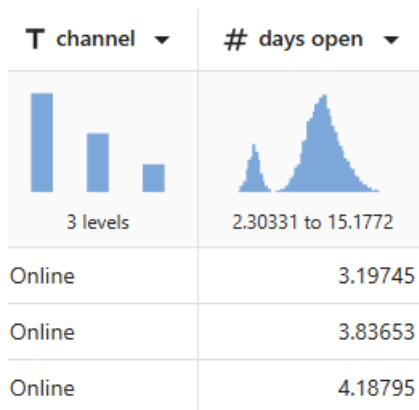 T channel
# days open
3 levels
2.30331 to 15.1772
Online 3.19745
Online 3.83653
Online 4.18795